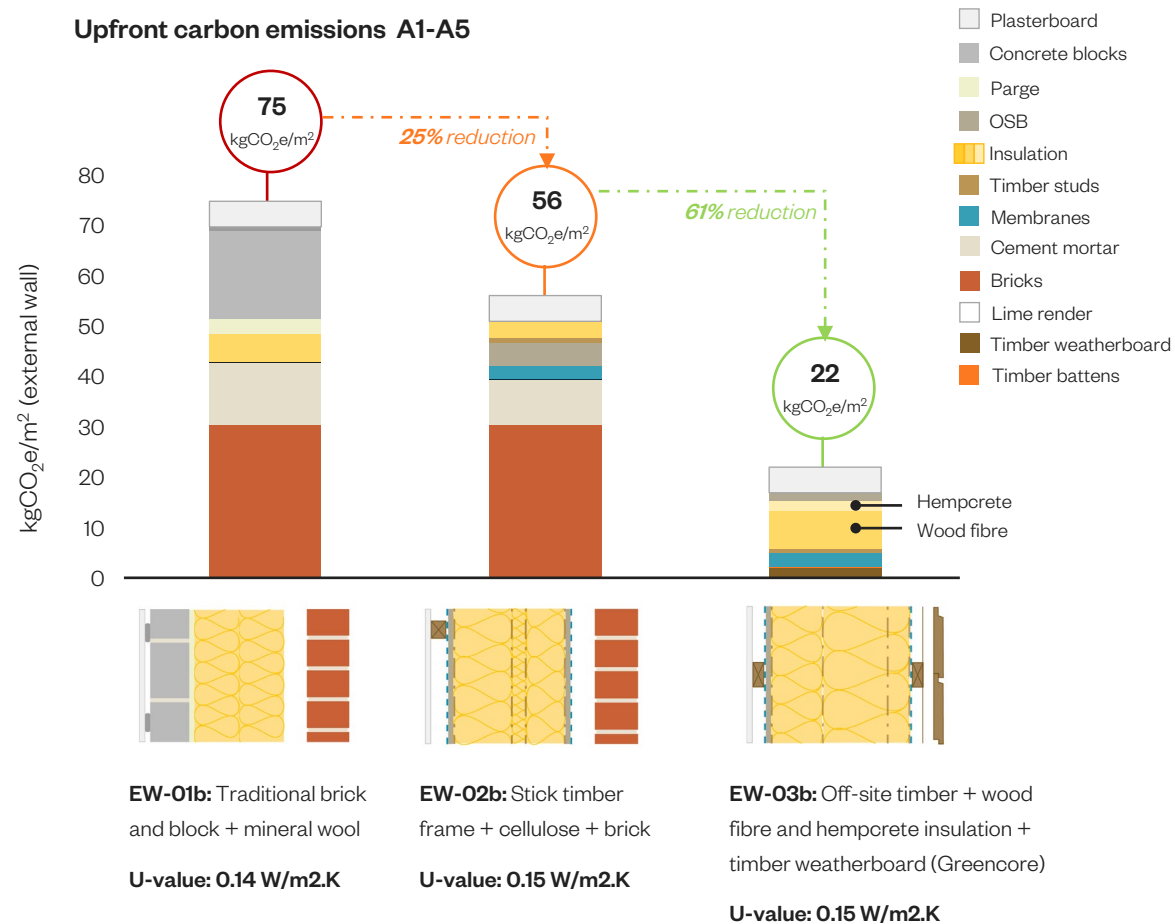 Upfront carbon emissions A1-A5
Plasterboard
Concrete blocks
Parge
OSB
Insulation
Timber studs
Membranes
Cement mortar
Bricks
Lime render
Timber weatherboard
Timber battens
75
kgCO₂e/m²
25% reduction
56
kgCO₂e/m²
61% reduction
22
kgCO₂e/m²
kgCO₂e/m² (external wall)
80
70
60
50
40
30
20
10
0
Hempcrete
Wood fibre
EW-01b: Traditional brick
and block + mineral wool
U-value: 0.14 W/m2.K
EW-02b: Stick timber
frame + cellulose + brick
U-value: 0.15 W/m2.K
EW-03b: Off-site timber + wood
fibre and hempcrete insulation +
timber weatherboard (Greencore)
U-value: 0.15 W/m2.K